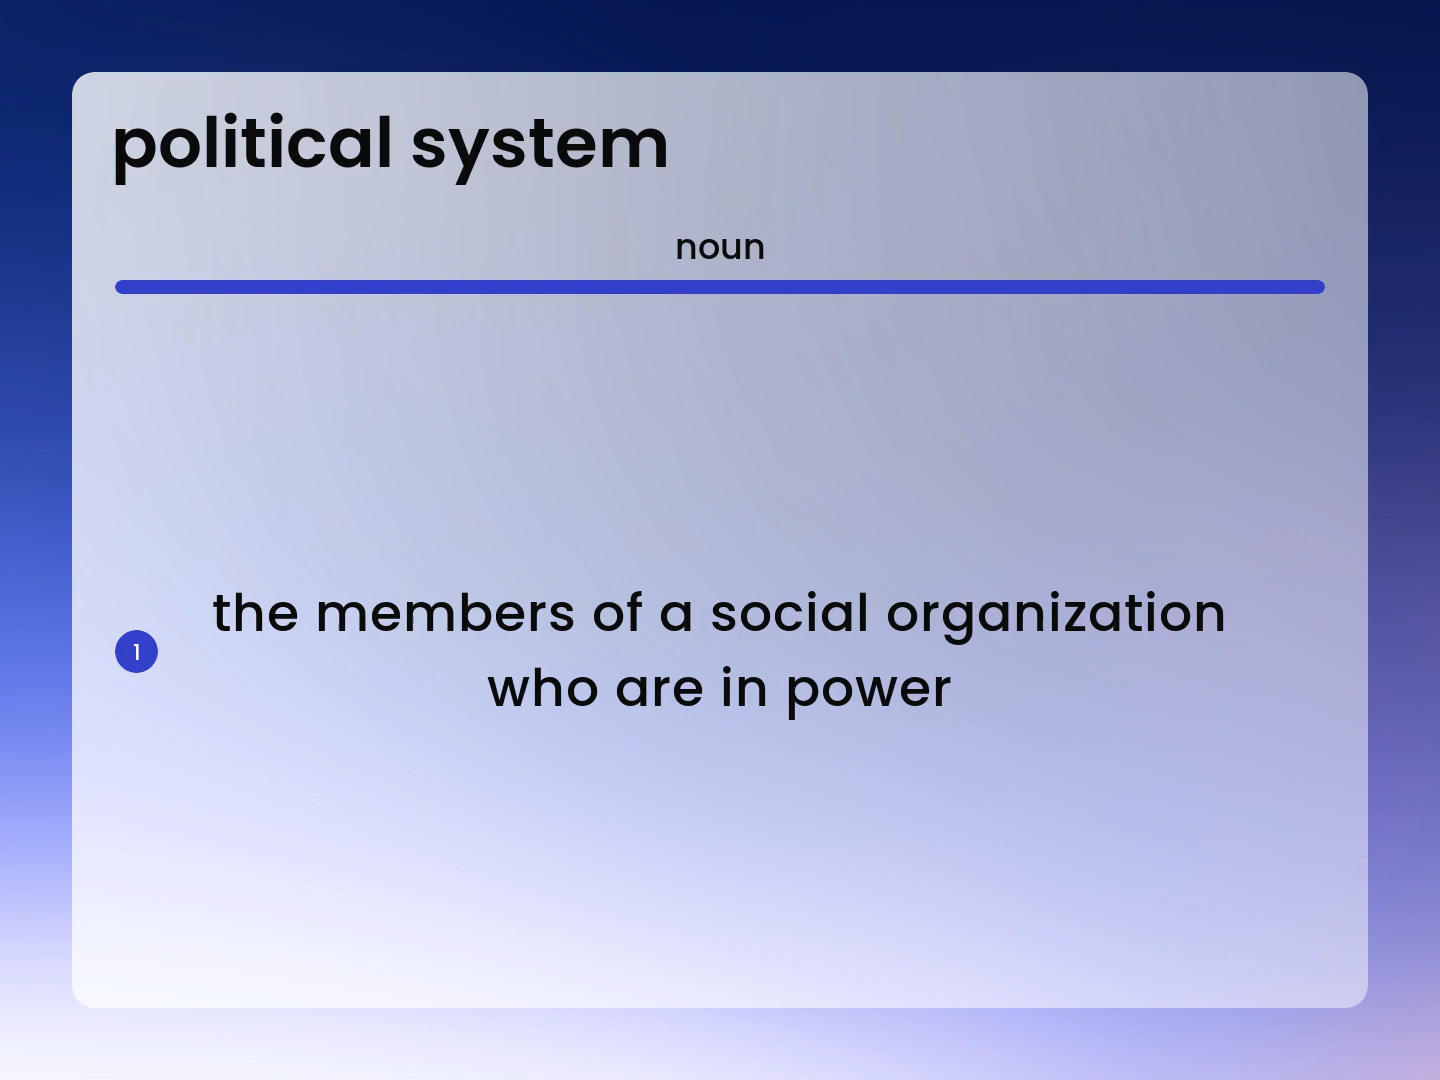 political system
noun
1
the members of a social organization
who are in power